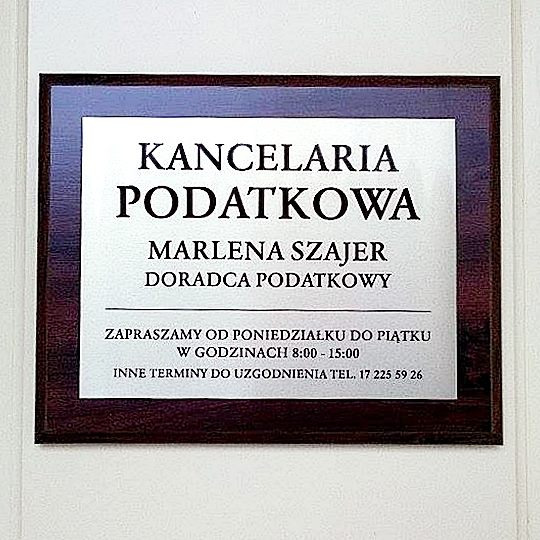 KANCELARIA
PODATKOWA
MARLENA SZAJER
DORADCA PODATKOWY
ZAPRASZAMY OD PONIEDZIAŁKU DO PIĄTKU
W GODZINACH 8:00 - 15:00
INNE TERMINY DO UZGODNIENIA TEL. 17 225 59 26